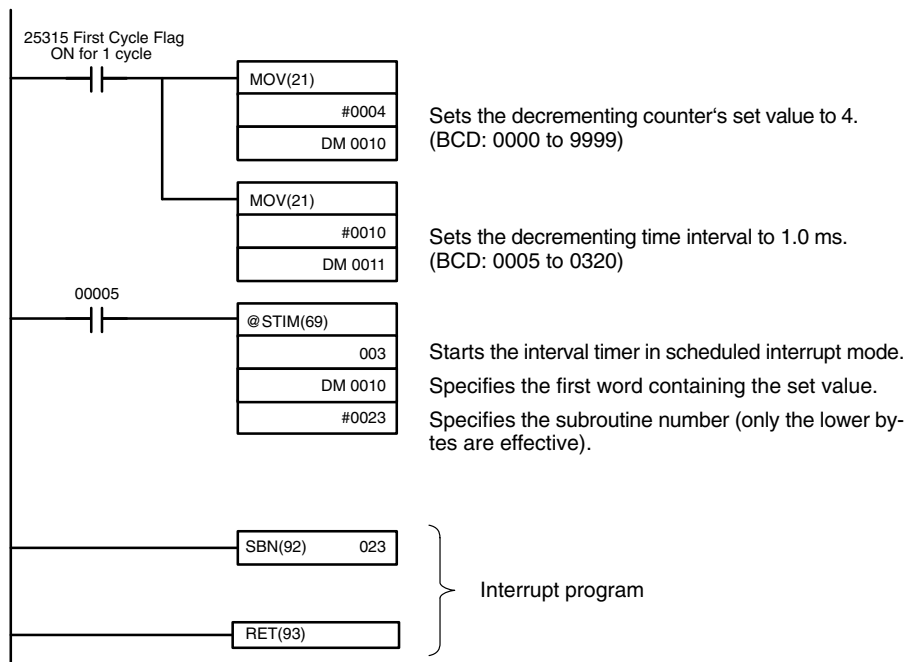 25315 First Cycle Flag
ON for 1 cycle
MOV(21)
#0004
DM 0010
Sets the decrementing counter‘s set value to 4.
(BCD: 0000 to 9999)
MOV(21)
#0010
DM 0011
Sets the decrementing time interval to 1.0 ms.
(BCD: 0005 to 0320)
00005
@STIM(69)
003
Starts the interval timer in scheduled interrupt mode.
DM 0010
Specifies the first word containing the set value.
#0023
Specifies the subroutine number (only the lower by-
tes are effective).
SBN(92) 023
Interrupt program
RET(93)